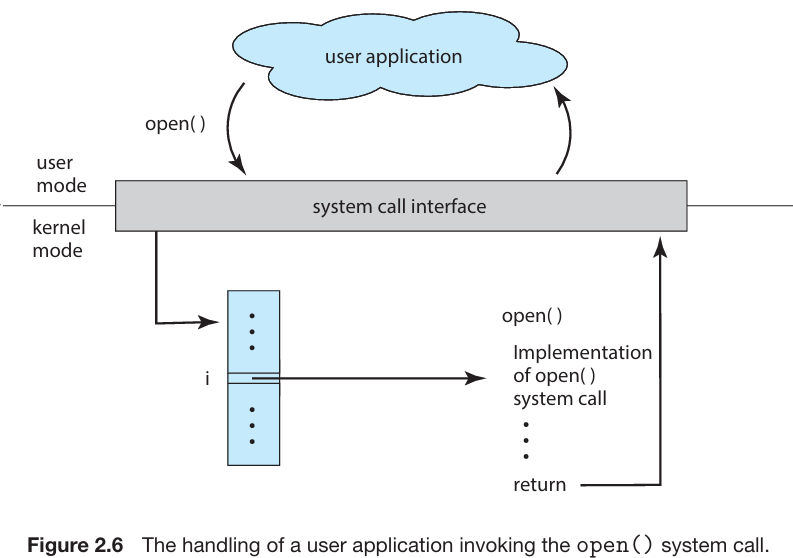 user application
open( )
user
mode
system call interface
kernel
mode
open( )
Implementation
of open( )
system call
i
return
Figure 2.6 The handling of a user application invoking the open() system call.